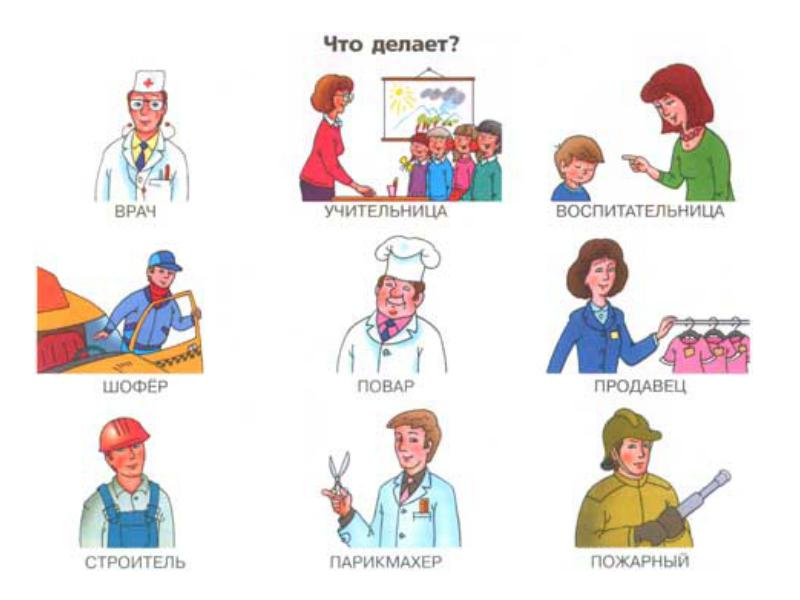 Что делает?
ВРАЧ
УЧИТЕЛЬНИЦА
ВОСПИТАТЕЛЬНИЦА
ШОФЁР
ПОВАР
ПРОДАВЕЦ
СТРОИТЕЛЬ
ПАРИКМАХЕР
ПОЖАРНЫЙ